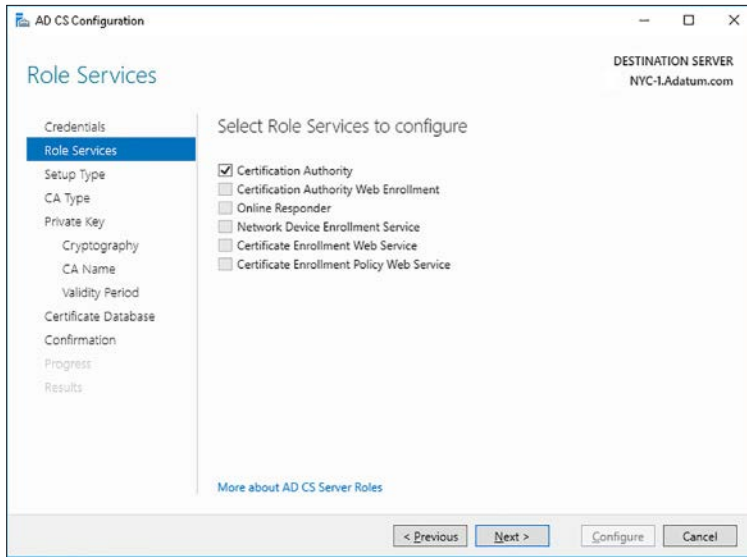 AD CS Configuration
DESTINATION SERVER
NYC-1.Adatum.com
Role Services
Credentials
Role Services
Setup Type
CA Type
Private Key
Cryptography
CA Name
Validity Period
Certificate Database
Confirmation
Progress
Results
Select Role Services to configure
Certification Authority
Certification Authority Web Enrollment
Online Responder
Network Device Enrollment Service
Certificate Enrollment Web Service
Certificate Enrollment Policy Web Service
More about AD CS Server Roles
< Previous
Next >
Configure
Cancel